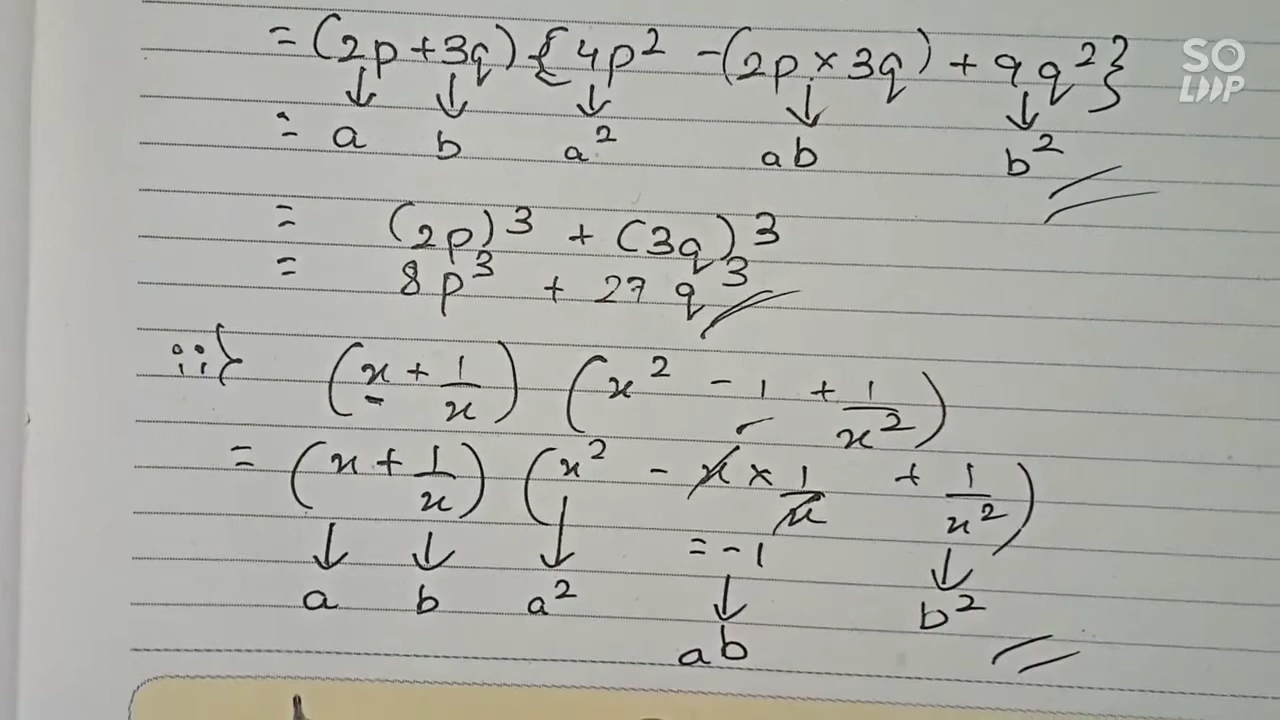 = (2p + 3q) {4p² - (2p × 3q) + 9q²}
SO
LOOP
= a b a² ab b²
= (2p)³ + (3q)³
= 8p³ + 27q³
ii} (x + 1/x) (x² - 1 + 1/x²)
= (x + 1/x) (x² - x × 1/x + 1/x²)
= -1
a b a² b²
ab